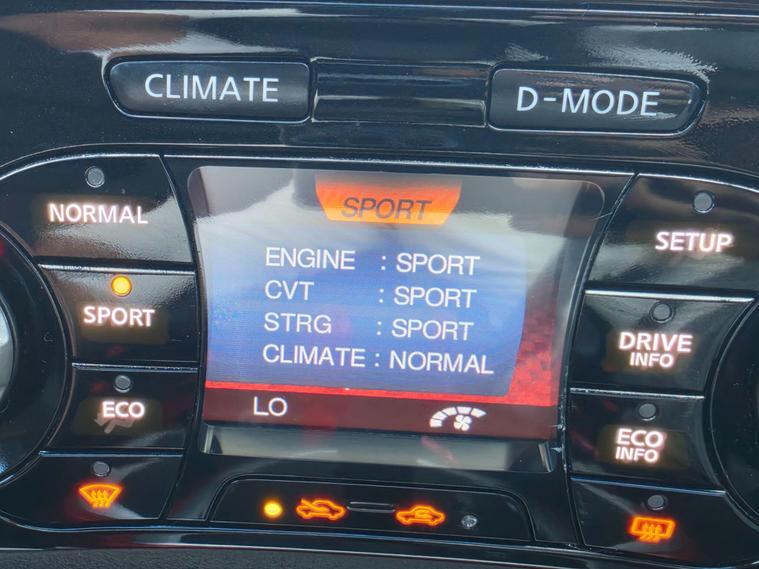 CLIMATE
D-MODE
NORMAL
SPORT
SETUP
ENGINE : SPORT
CVT : SPORT
STRG : SPORT
CLIMATE : NORMAL
SPORT
DRIVE
INFO
ECO
LO
ECO
INFO